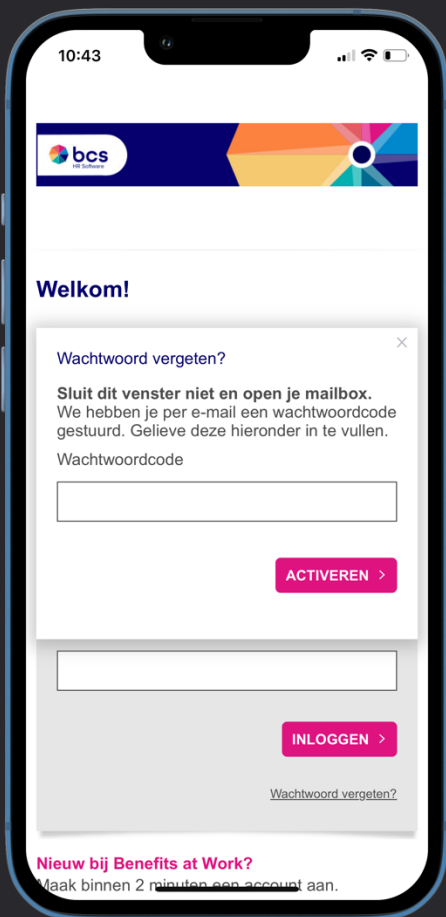 10:43
bcs
HR Software
Welkom!
Wachtwoord vergeten?
Sluit dit venster niet en open je mailbox.
We hebben je per e-mail een wachtwoordcode
gestuurd. Gelieve deze hieronder in te vullen.
Wachtwoordcode
ACTIVEREN
INLOGGEN
Wachtwoord vergeten?
Nieuw bij Benefits at Work?
Maak binnen 2 minuten een account aan.